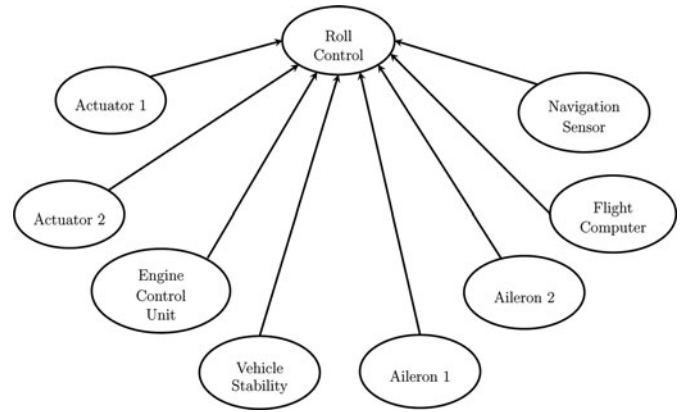 Roll
Control
Actuator 1
Navigation
Sensor
Actuator 2
Flight
Computer
Engine
Control
Unit
Aileron 2
Vehicle
Stability
Aileron 1